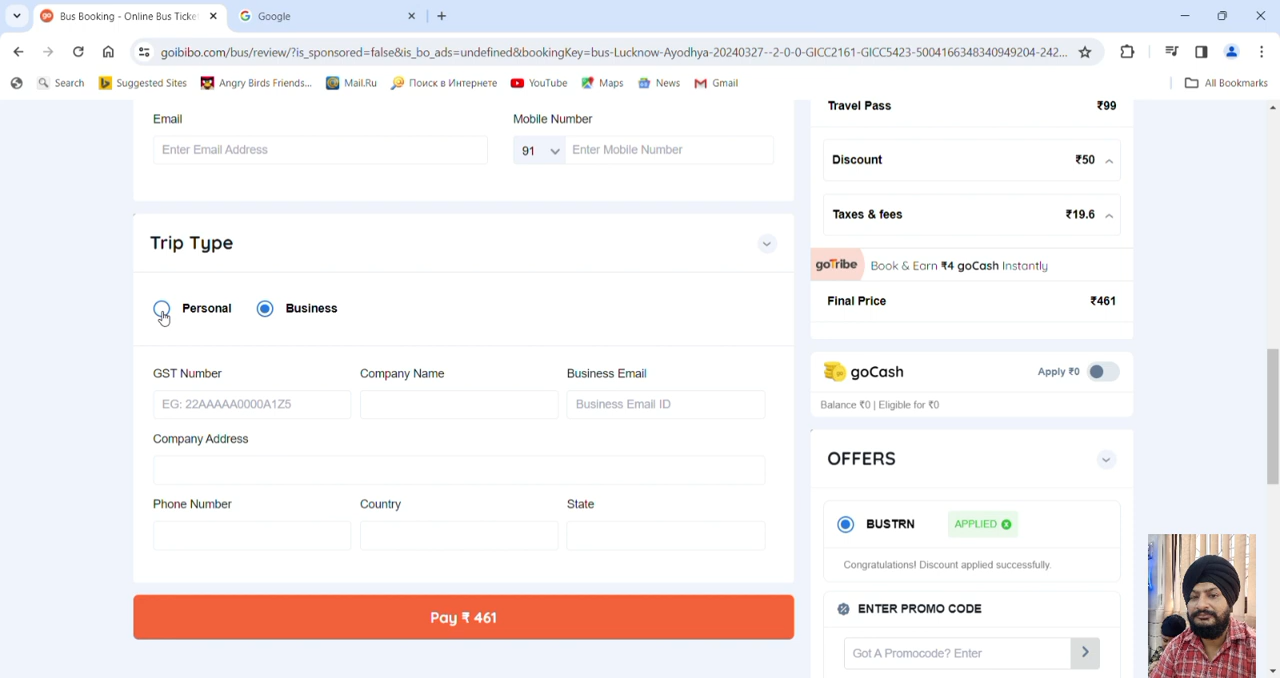 go Bus Booking - Online Bus Ticke
Google
goibibo.com/bus/review/?is_sponsored=false&is_bo_ads=undefined&bookingKey=bus-Lucknow-Ayodhya-20240327--2-0-0-GICC2161-GICC5423-5004166348340949204-242...
Search Suggested Sites Angry Birds Friends... Mail.Ru Поиск в Интернете YouTube Maps News Gmail All Bookmarks
Email
Enter Email Address
Mobile Number
91 Enter Mobile Number
Trip Type
Personal Business
GST Number
EG: 22AAAAA0000A1Z5
Company Name
Business Email
Business Email ID
Company Address
Phone Number
Country
State
Pay ₹ 461
Travel Pass ₹99
Discount ₹50
Taxes & fees ₹19.6
goTribe Book & Earn ₹4 goCash Instantly
Final Price ₹461
goCash Apply ₹0
Balance ₹0 | Eligible for ₹0
OFFERS
BUSTRN APPLIED
Congratulations! Discount applied successfully.
ENTER PROMO CODE
Got A Promocode? Enter